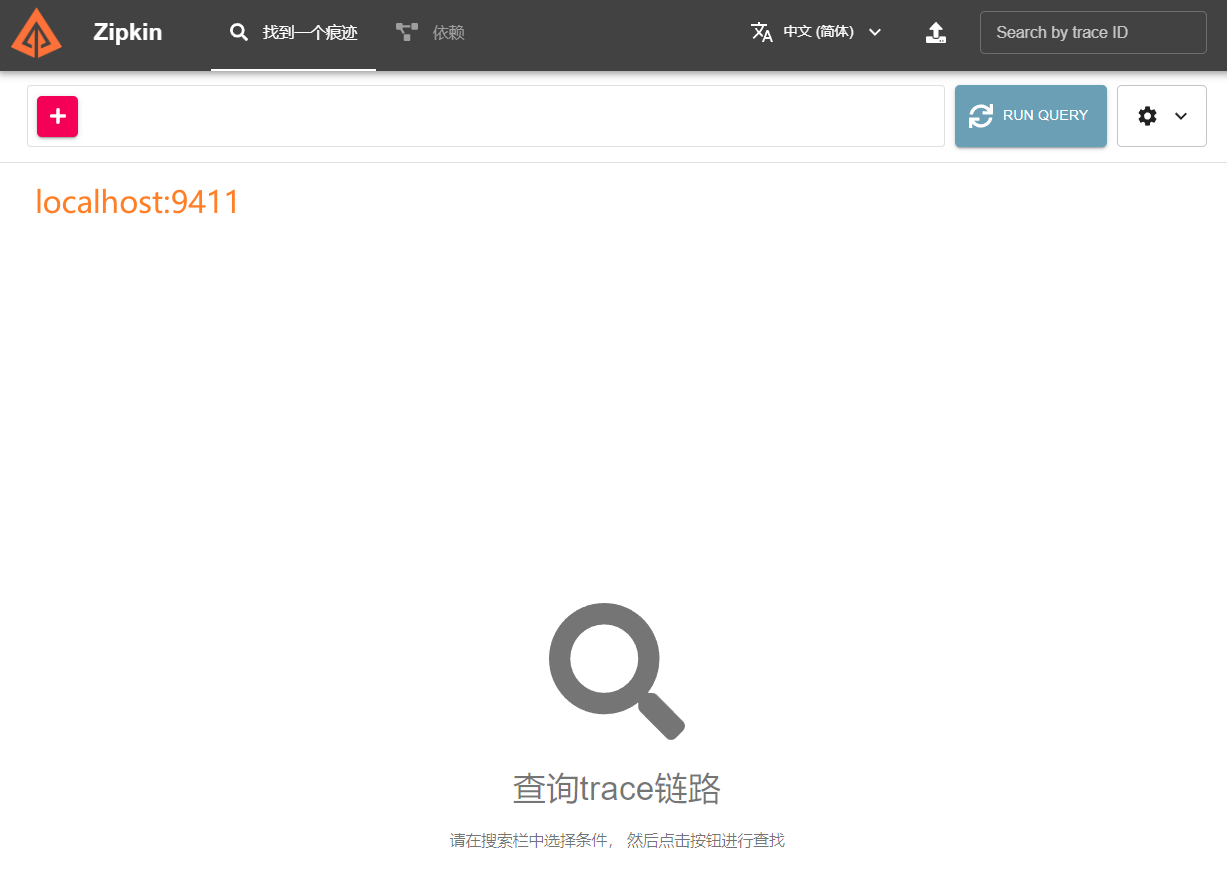 Zipkin
找到一个痕迹
依赖
中文 (简体)
Search by trace ID
RUN QUERY
localhost:9411
查询trace链路
请在搜索栏中选择条件， 然后点击按钮进行查找